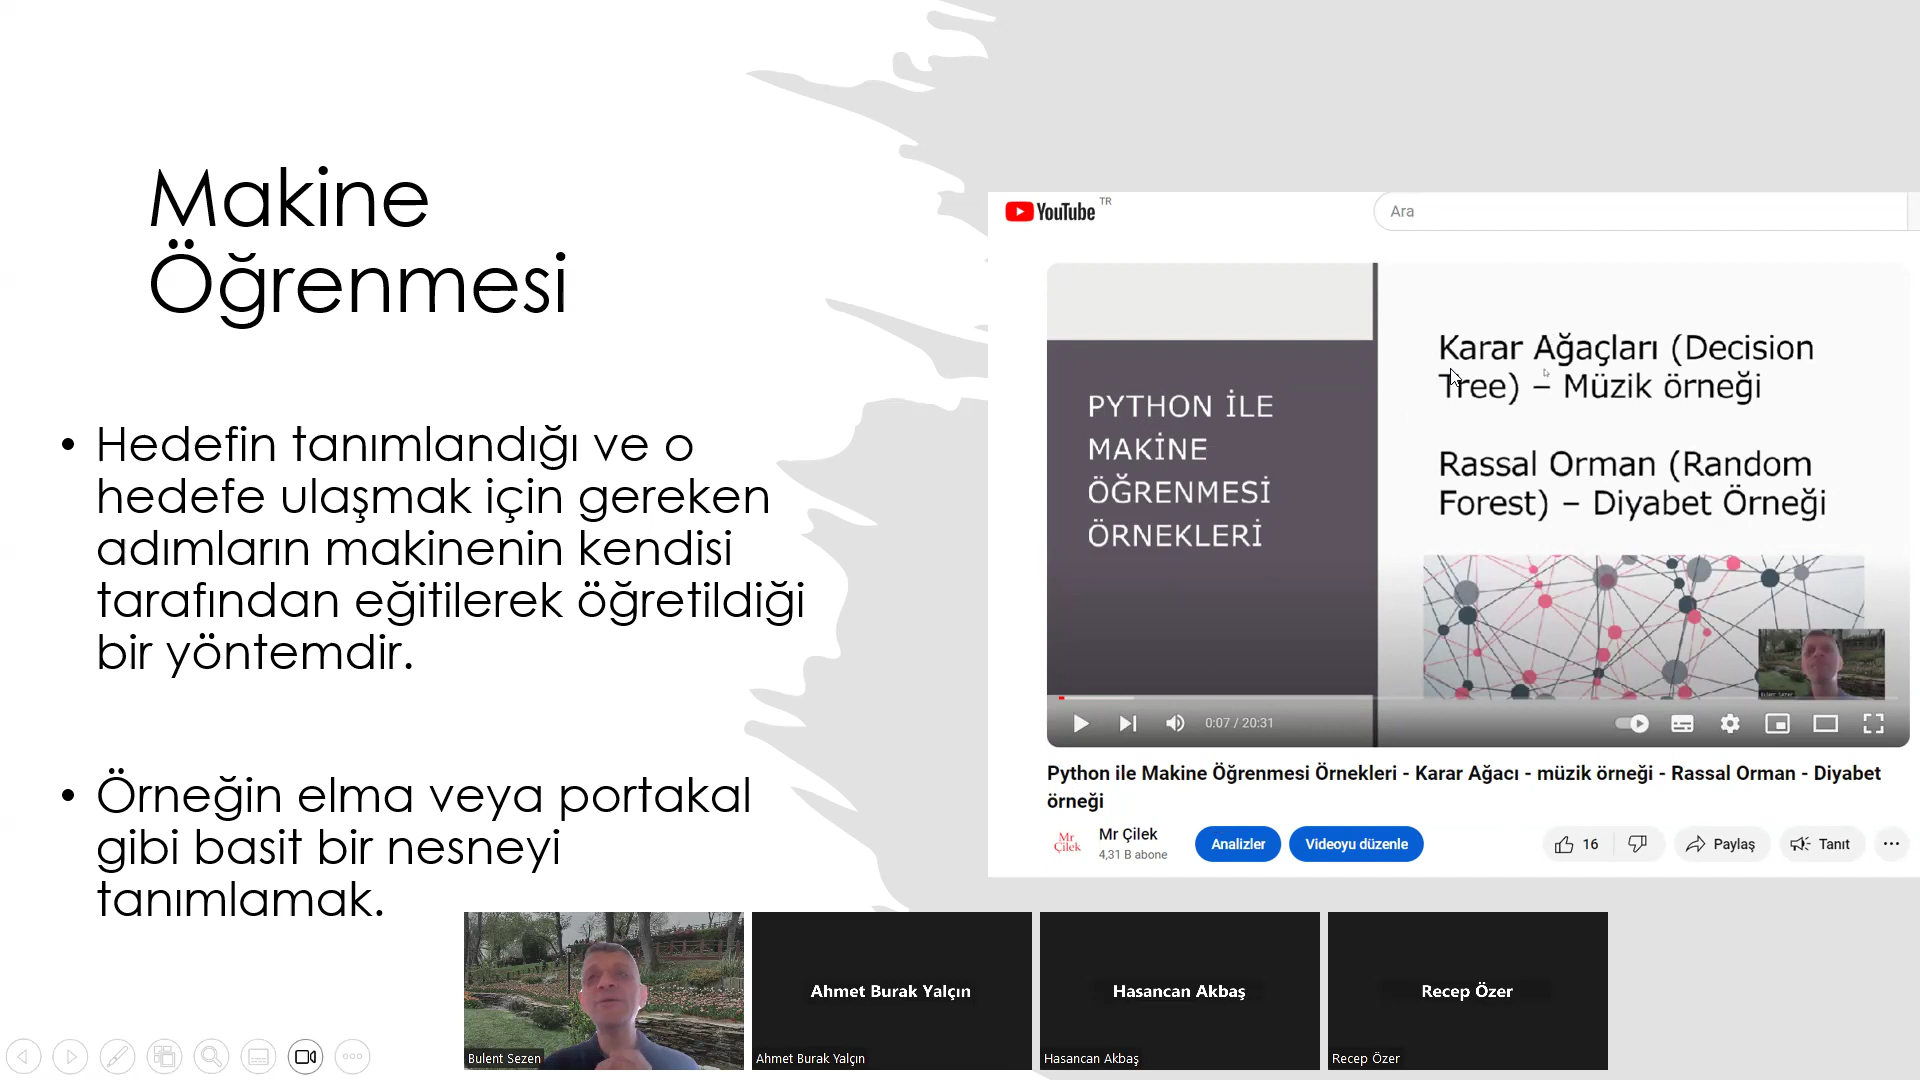 Makine
Öğrenmesi
• Hedefin tanımlandığı ve o
hedefe ulaşmak için gereken
adımların makinenin kendisi
tarafından eğitilerek öğretildiği
bir yöntemdir.
• Örneğin elma veya portakal
gibi basit bir nesneyi
tanımlamak.
YouTube TR
Ara
PYTHON İLE
MAKİNE
ÖĞRENMESİ
ÖRNEKLERİ
Karar Ağaçları (Decision
Tree) – Müzik örneği
Rassal Orman (Random
Forest) – Diyabet Örneği
0:07 / 20:31
Python ile Makine Öğrenmesi Örnekleri - Karar Ağacı - müzik örneği - Rassal Orman - Diyabet
örneği
Mr
Çilek
Mr Çilek
4,31 B abone
Analizler
Videoyu düzenle
16
Paylaş
Tanıt
Bulent Sezen
Ahmet Burak Yalçın
Ahmet Burak Yalçın
Hasancan Akbaş
Hasancan Akbaş
Recep Özer
Recep Özer